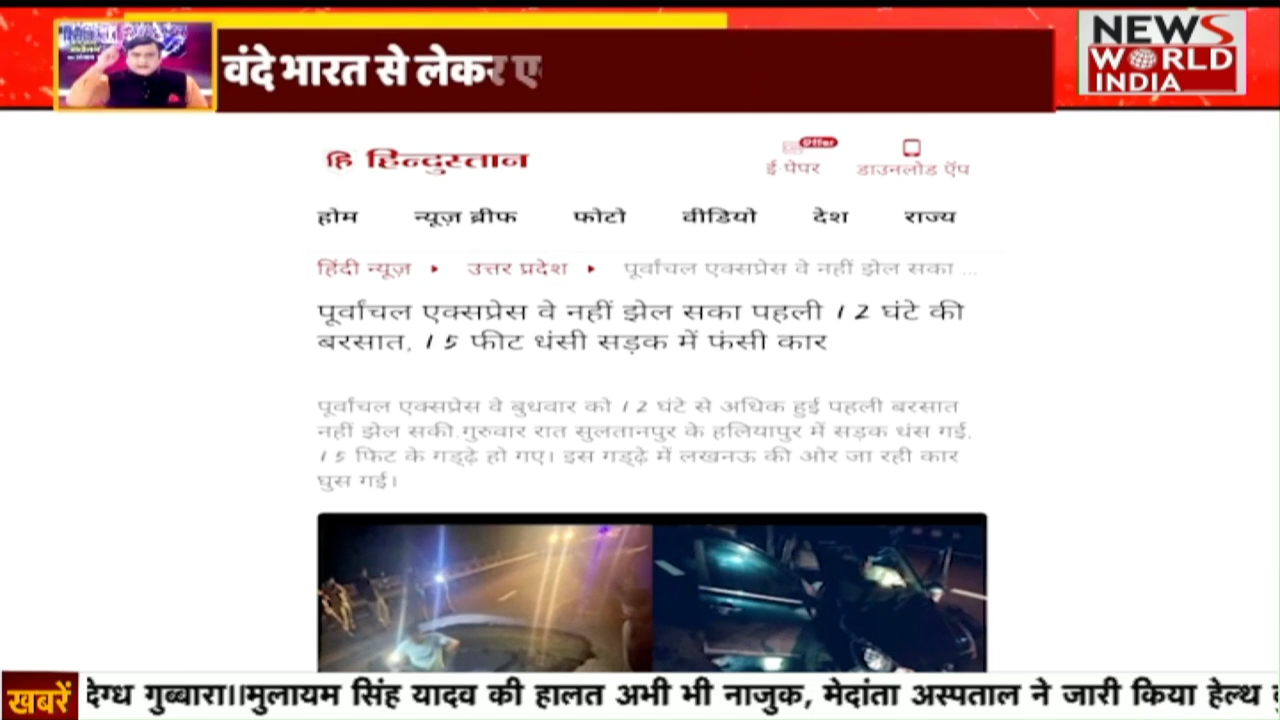 वंदे भारत से लेकर
NEWS
WORLD
INDIA
हि हिन्दुस्तान
Offer
ई-पेपर
डाउनलोड ऐप
होम न्यूज़ ब्रीफ फोटो वीडियो देश राज्य
हिंदी न्यूज़ उत्तर प्रदेश पूर्वांचल एक्सप्रेस वे नहीं झेल सका ...
पूर्वांचल एक्सप्रेस वे नहीं झेल सका पहली 12 घंटे की
बरसात, 15 फीट धंसी सड़क में फंसी कार
पूर्वांचल एक्सप्रेस वे बुधवार को 12 घंटे से अधिक हुई पहली बरसात
नहीं झेल सकी.गुरुवार रात सुलतानपुर के हलियापुर में सड़क धंस गई,
15 फिट के गड्ढे हो गए। इस गड्ढे में लखनऊ की ओर जा रही कार
घुस गई।
खबरें
गुब्बारा।।मुलायम सिंह यादव की हालत अभी भी नाजुक, मेदांता अस्पताल ने जारी किया हेल्थ